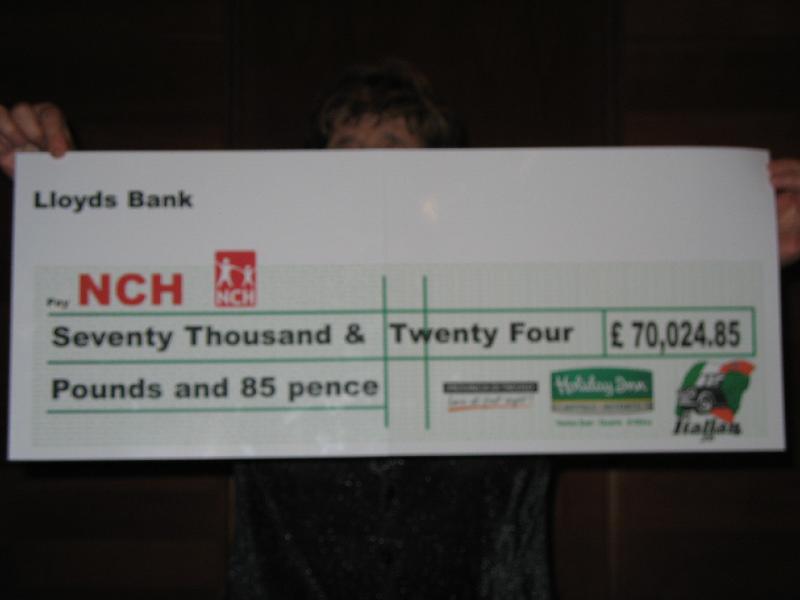 Lloyds Bank
Pay NCH NCH
Seventy Thousand & Twenty Four £ 70,024.85
Pounds and 85 pence
Holiday Inn
Italian